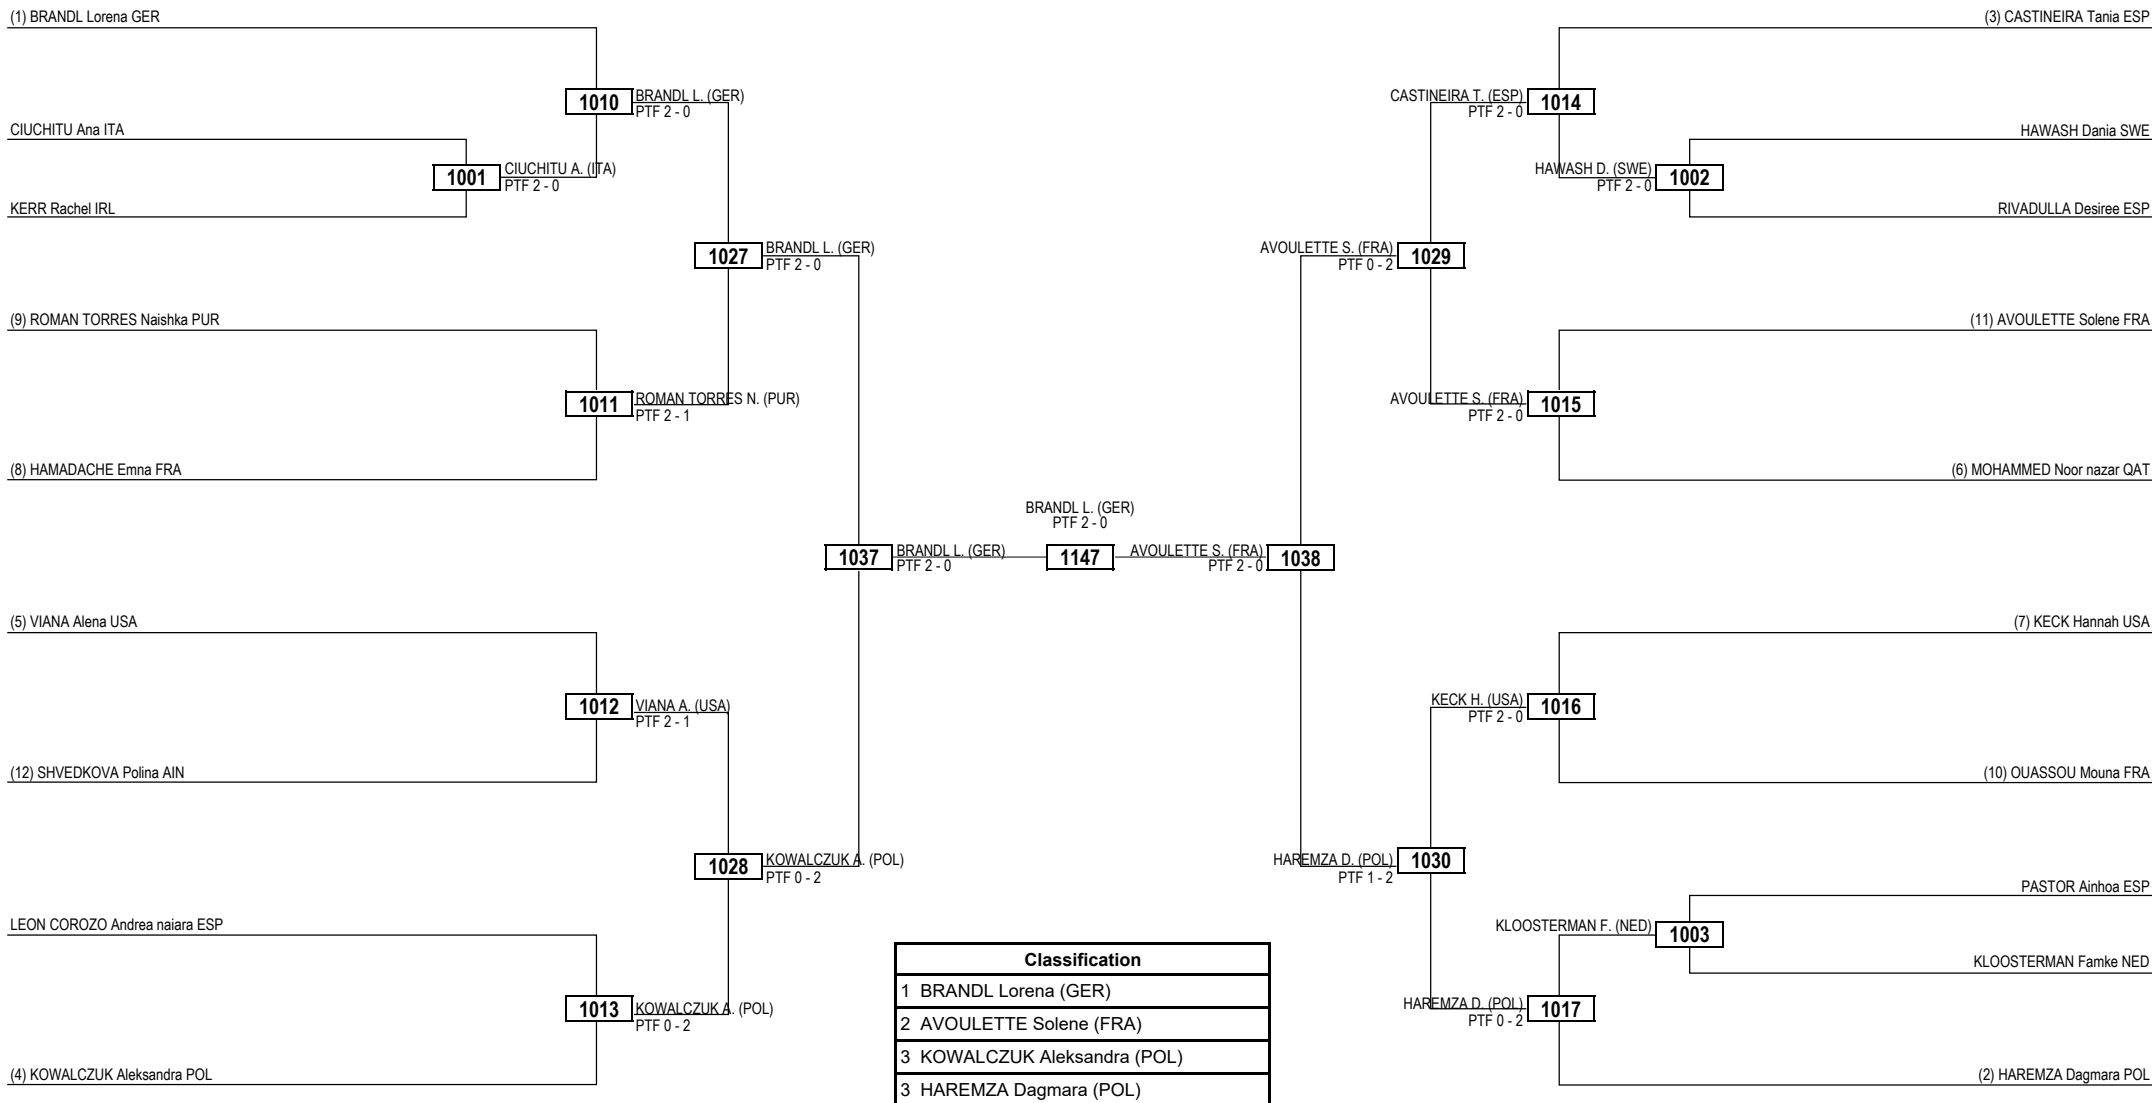 (1) BRANDL Lorena GER
(3) CASTINEIRA Tania ESP
1010
BRANDL L. (GER)
PTF 2 - 0
CASTINEIRA T. (ESP)
PTF 2 - 0
1014
CIUCHITU Ana ITA
HAWASH Dania SWE
1001
CIUCHITU A. (ITA)
PTF 2 - 0
HAWASH D. (SWE)
PTF 2 - 0
1002
KERR Rachel IRL
RIVADULLA Desiree ESP
1027
BRANDL L. (GER)
PTF 2 - 0
AVOULETTE S. (FRA)
PTF 0 - 2
1029
(9) ROMAN TORRES Naishka PUR
(11) AVOULETTE Solene FRA
1011
ROMAN TORRES N. (PUR)
PTF 2 - 1
AVOULETTE S. (FRA)
PTF 2 - 0
1015
(8) HAMADACHE Emna FRA
(6) MOHAMMED Noor nazar QAT
BRANDL L. (GER)
PTF 2 - 0
1037
BRANDL L. (GER)
PTF 2 - 0
1147
AVOULETTE S. (FRA)
PTF 2 - 0
1038
(5) VIANA Alena USA
(7) KECK Hannah USA
1012
VIANA A. (USA)
PTF 2 - 1
KECK H. (USA)
PTF 2 - 0
1016
(12) SHVEDKOVA Polina AIN
(10) OUASSOU Mouna FRA
1028
KOWALCZUK A. (POL)
PTF 0 - 2
HAREMZA D. (POL)
PTF 1 - 2
1030
PASTOR Ainhoa ESP
LEON COROZO Andrea naiara ESP
KLOOSTERMAN F. (NED)
1003
KLOOSTERMAN Famke NED
1013
KOWALCZUK A. (POL)
PTF 0 - 2
HAREMZA D. (POL)
PTF 0 - 2
1017
(4) KOWALCZUK Aleksandra POL
(2) HAREMZA Dagmara POL
Classification
1 BRANDL Lorena (GER)
2 AVOULETTE Solene (FRA)
3 KOWALCZUK Aleksandra (POL)
3 HAREMZA Dagmara (POL)